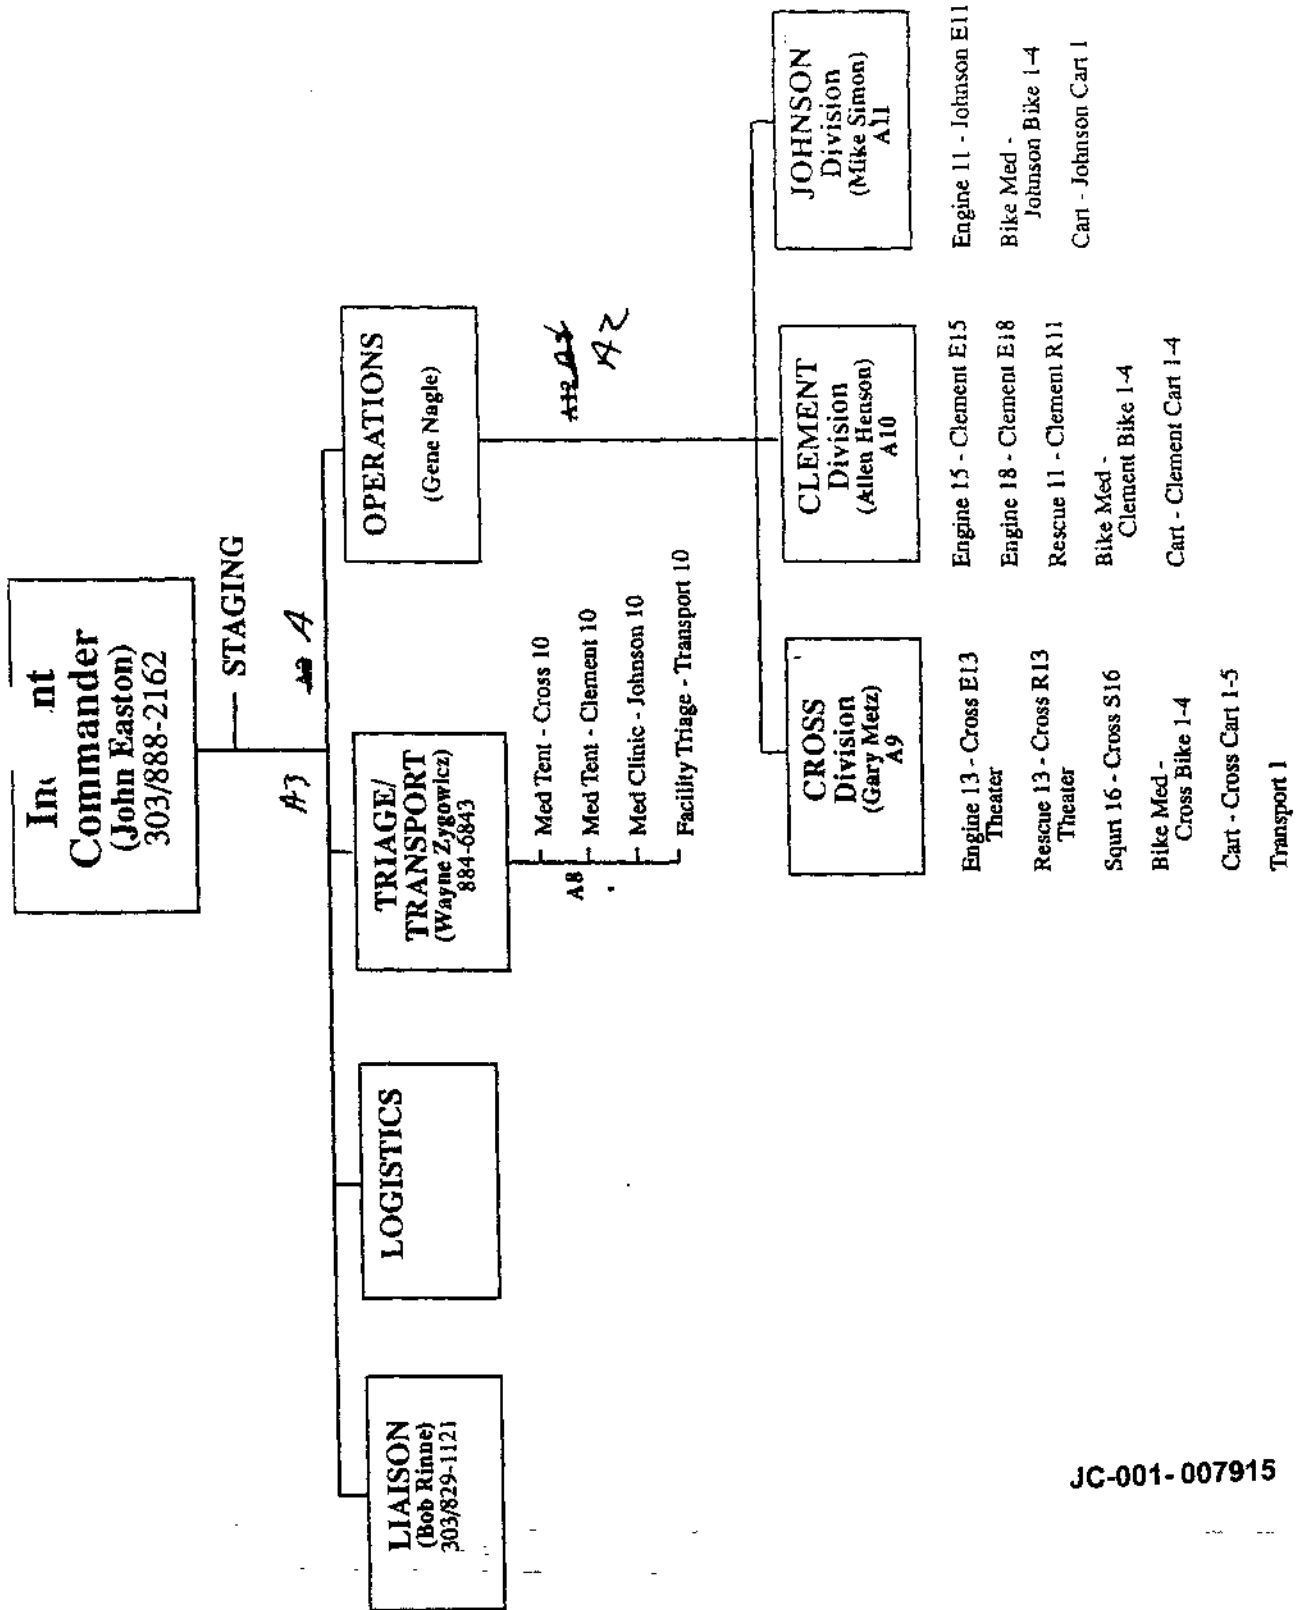 In( nt
Commander
(John Easton)
303/888-2162
STAGING
A3
A
LIAISON
(Bob Rinne)
303/829-1121
LOGISTICS
TRIAGE/
TRANSPORT
(Wayne Zygowicz)
884-6843
A8
Med Tent - Cross 10
Med Tent - Clement 10
Med Clinic - Johnson 10
Facility Triage - Transport 10
OPERATIONS
(Gene Nagle)
A2
CROSS
Division
(Gary Metz)
A9
Engine 13 - Cross E13
Theater
Rescue 13 - Cross R13
Theater
Squrt 16 - Cross S16
Bike Med -
Cross Bike 1-4
Cart - Cross Cart 1-5
Transport 1
CLEMENT
Division
(Allen Henson)
A10
Engine 15 - Clement E15
Engine 18 - Clement E18
Rescue 11 - Clement R11
Bike Med -
Clement Bike 1-4
Cart - Clement Cart 1-4
JOHNSON
Division
(Mike Simon)
A11
Engine 11 - Johnson E11
Bike Med -
Johnson Bike 1-4
Cart - Johnson Cart 1
JC-001-007915